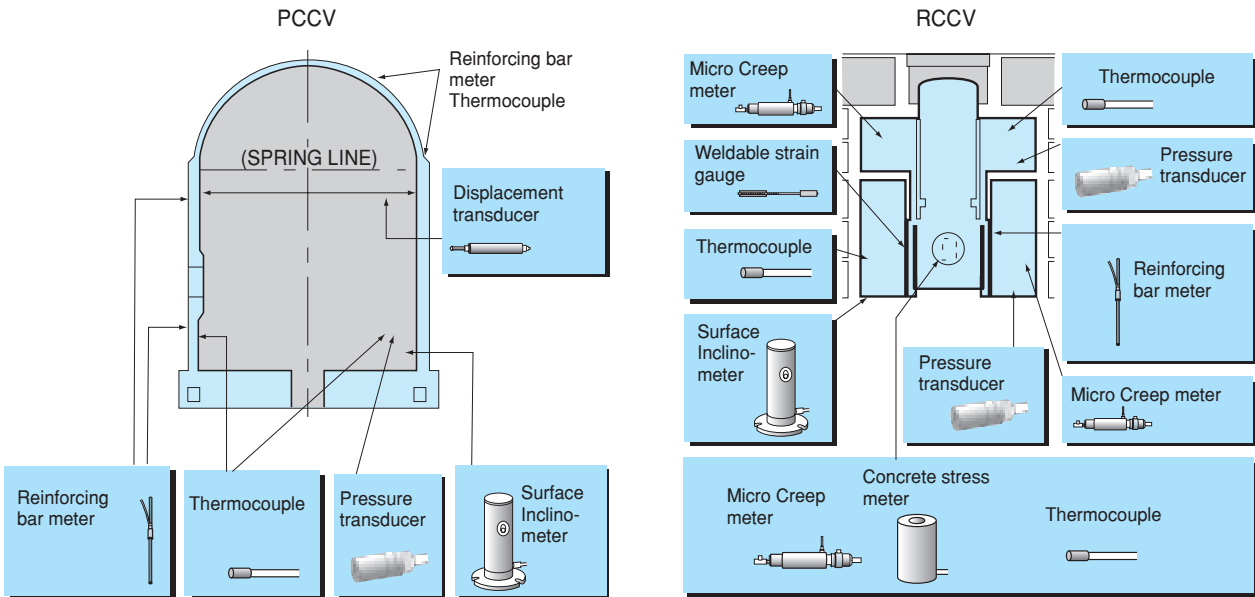 PCCV
Reinforcing bar
meter
Thermocouple
(SPRING LINE)
Displacement
transducer
Reinforcing
bar meter
Thermocouple
Pressure
transducer
Surface
Inclino-
meter
RCCV
Micro Creep
meter
Thermocouple
Weldable strain
gauge
Pressure
transducer
Thermocouple
Reinforcing
bar meter
Surface
Inclino-
meter
Pressure
transducer
Micro Creep meter
Micro Creep
meter
Concrete stress
meter
Thermocouple